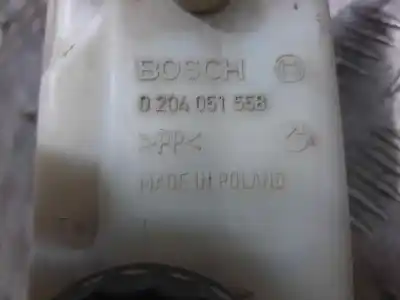 BOSCH
0 204 051 558
>PP<
MADE IN POLAND